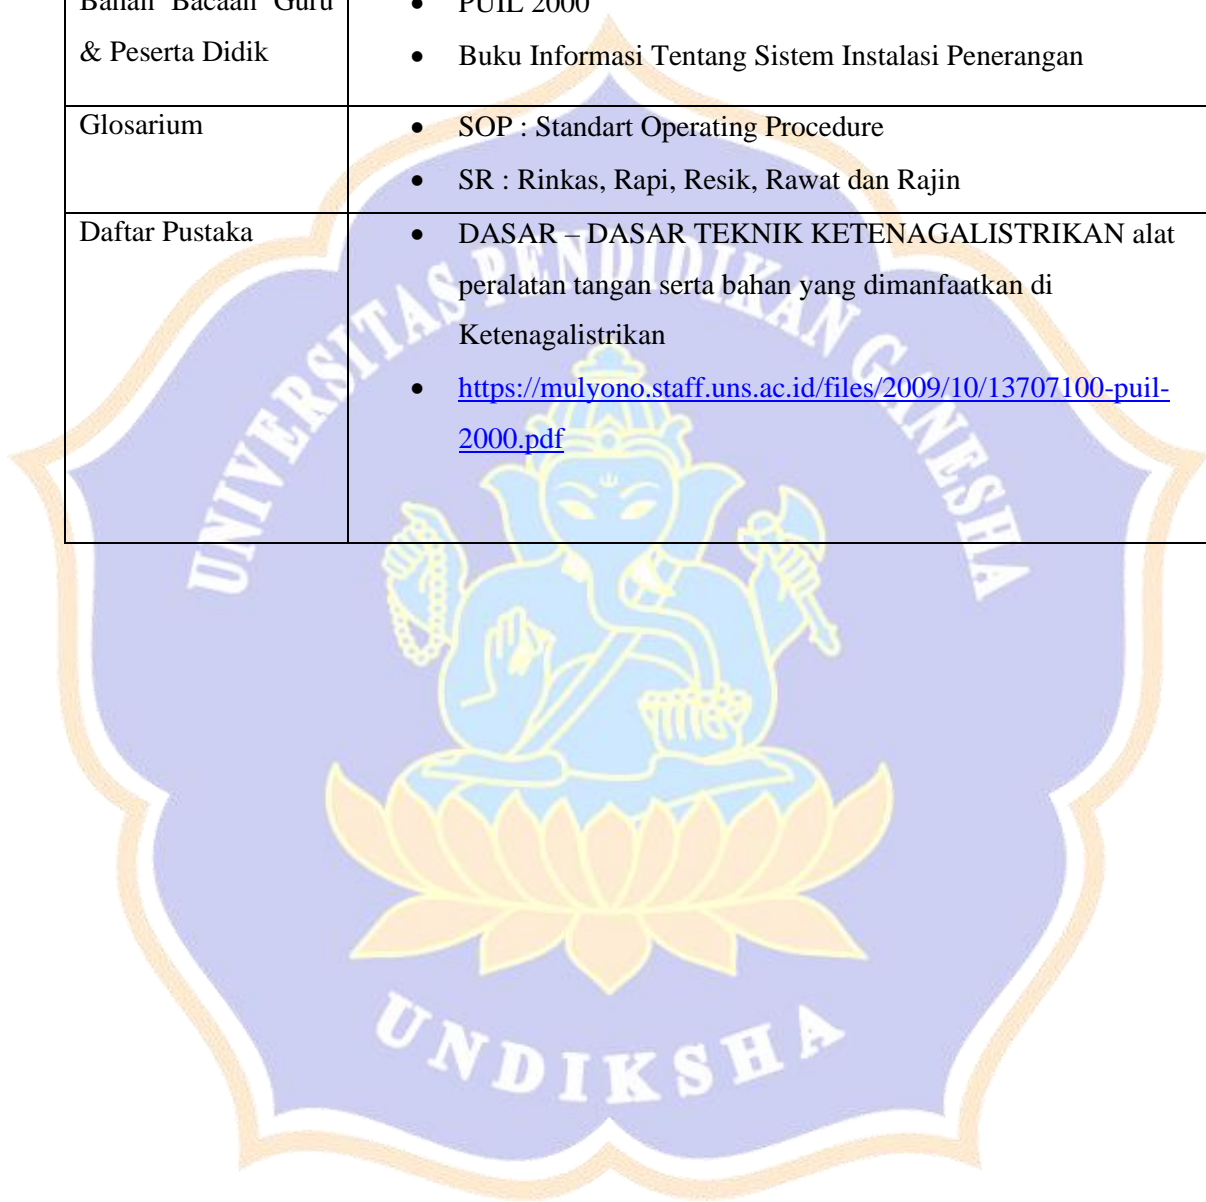 Bahan Bacaan Guru
& Peserta Didik
• PUIL 2000
• Buku Informasi Tentang Sistem Instalasi Penerangan
Glosarium
• SOP : Standart Operating Procedure
• SR : Rinkas, Rapi, Resik, Rawat dan Rajin
Daftar Pustaka
• DASAR – DASAR TEKNIK KETENAGALISTRIKAN alat
peralatan tangan serta bahan yang dimanfaatkan di
Ketenagalistrikan
• https://mulyono.staff.uns.ac.id/files/2009/10/13707100-puil-
2000.pdf
UNIVERSITAS PENDIDIKAN GANESHA
UNDIKSHA